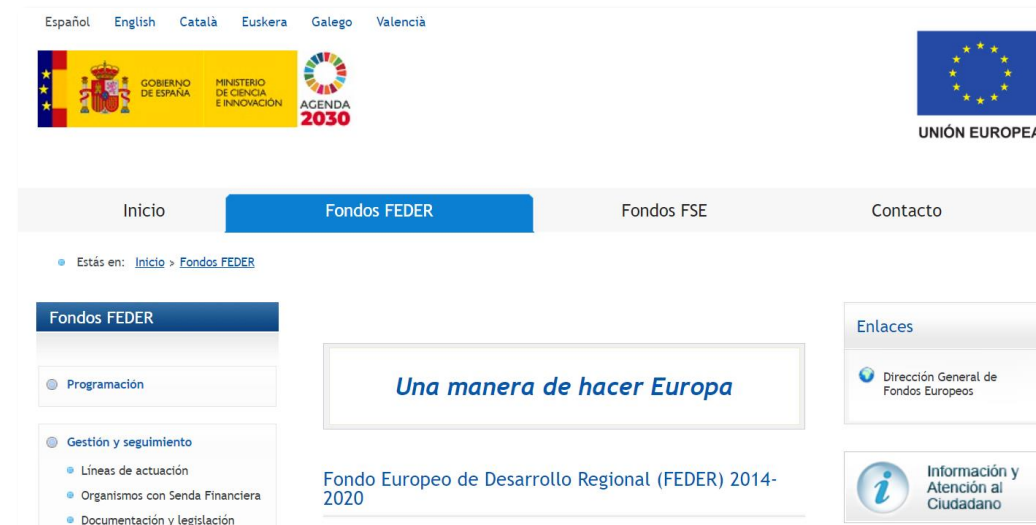 Español English Català Euskera Galego Valencià
GOBIERNO
DE ESPAÑA
MINISTERIO
DE CIENCIA
E INNOVACIÓN
AGENDA
2030
UNIÓN EUROPEA
Inicio Fondos FEDER Fondos FSE Contacto
Estás en: Inicio > Fondos FEDER
Fondos FEDER
Programación
Gestión y seguimiento
Líneas de actuación
Organismos con Senda Financiera
Documentación y legislación
Una manera de hacer Europa
Fondo Europeo de Desarrollo Regional (FEDER) 2014-
2020
Enlaces
Dirección General de
Fondos Europeos
Información y
Atención al
Ciudadano